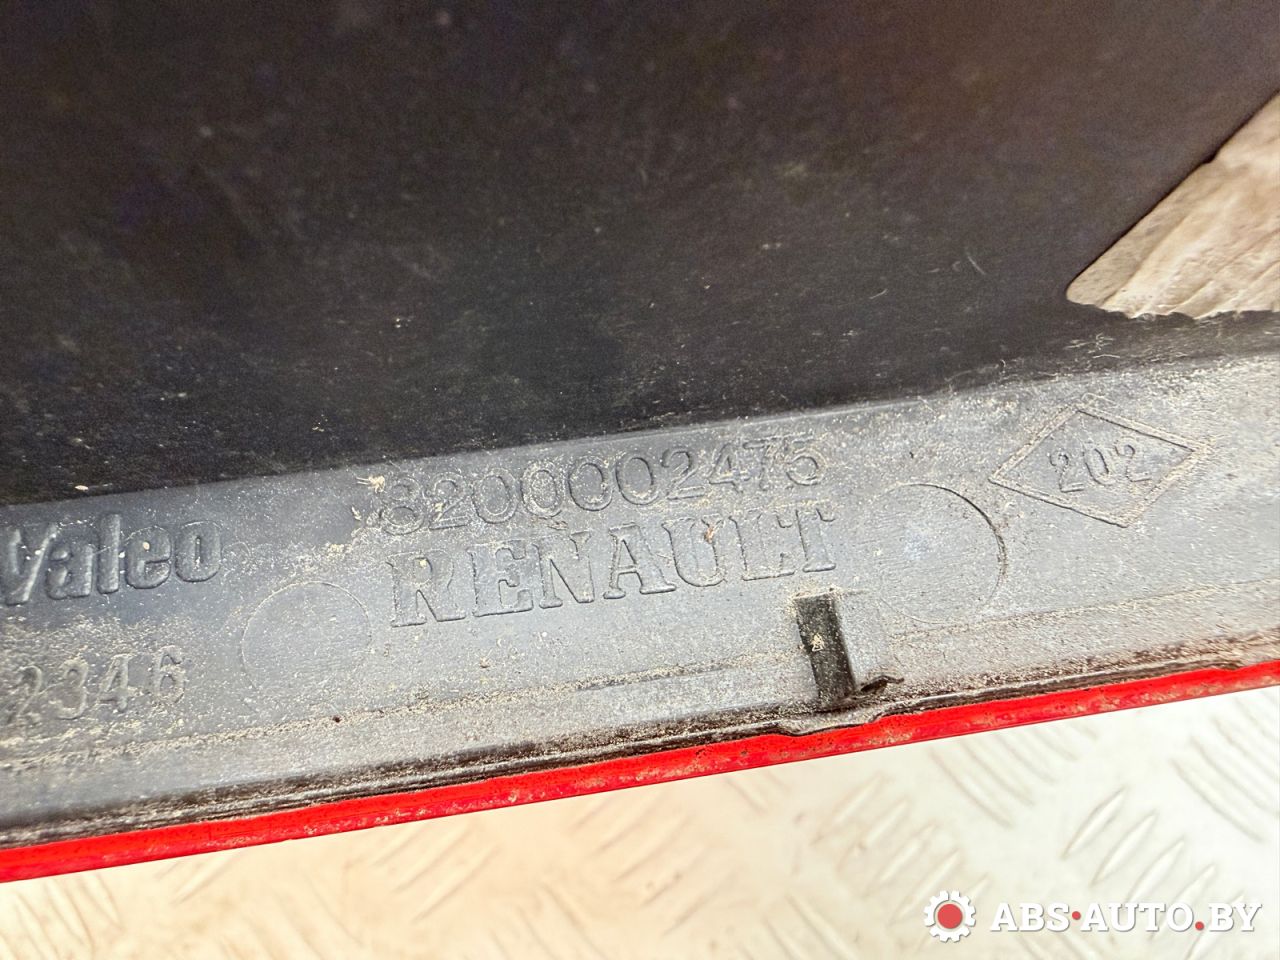 8200002475
Valeo RENAULT 202
2346
ABS·AUTO.BY